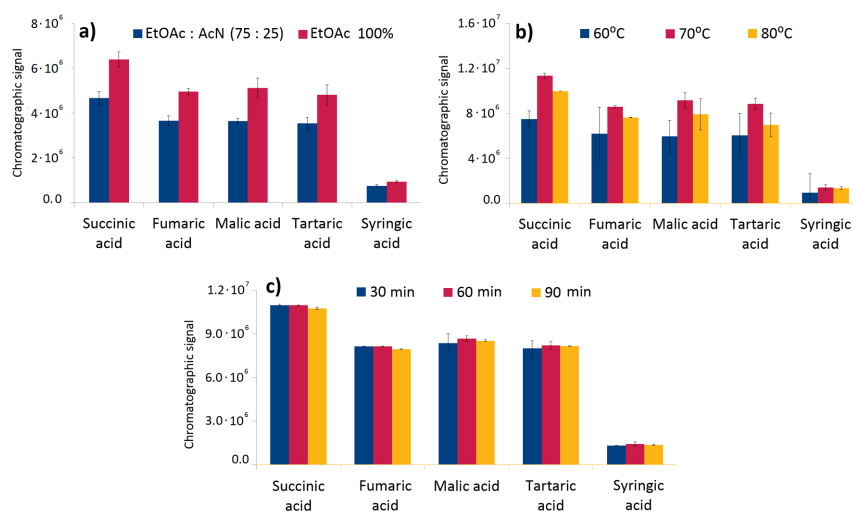 a) EtOAc : AcN (75 : 25) EtOAc 100%
Chromatographic signal
8·10⁶
6·10⁶
4·10⁶
2·10⁶
0.0
Succinic acid
Fumaric acid
Malic acid
Tartaric acid
Syringic acid
b) 60ºC 70ºC 80ºC
Chromatographic signal
1.6·10⁷
1.2·10⁷
8·10⁶
4·10⁶
0.0
Succinic acid
Fumaric acid
Malic acid
Tartaric acid
Syringic acid
c) 30 min 60 min 90 min
Chromatographic signal
1.2·10⁷
9.0·10⁶
6.0·10⁶
3.0·10⁶
0.0
Succinic acid
Fumaric acid
Malic acid
Tartaric acid
Syringic acid